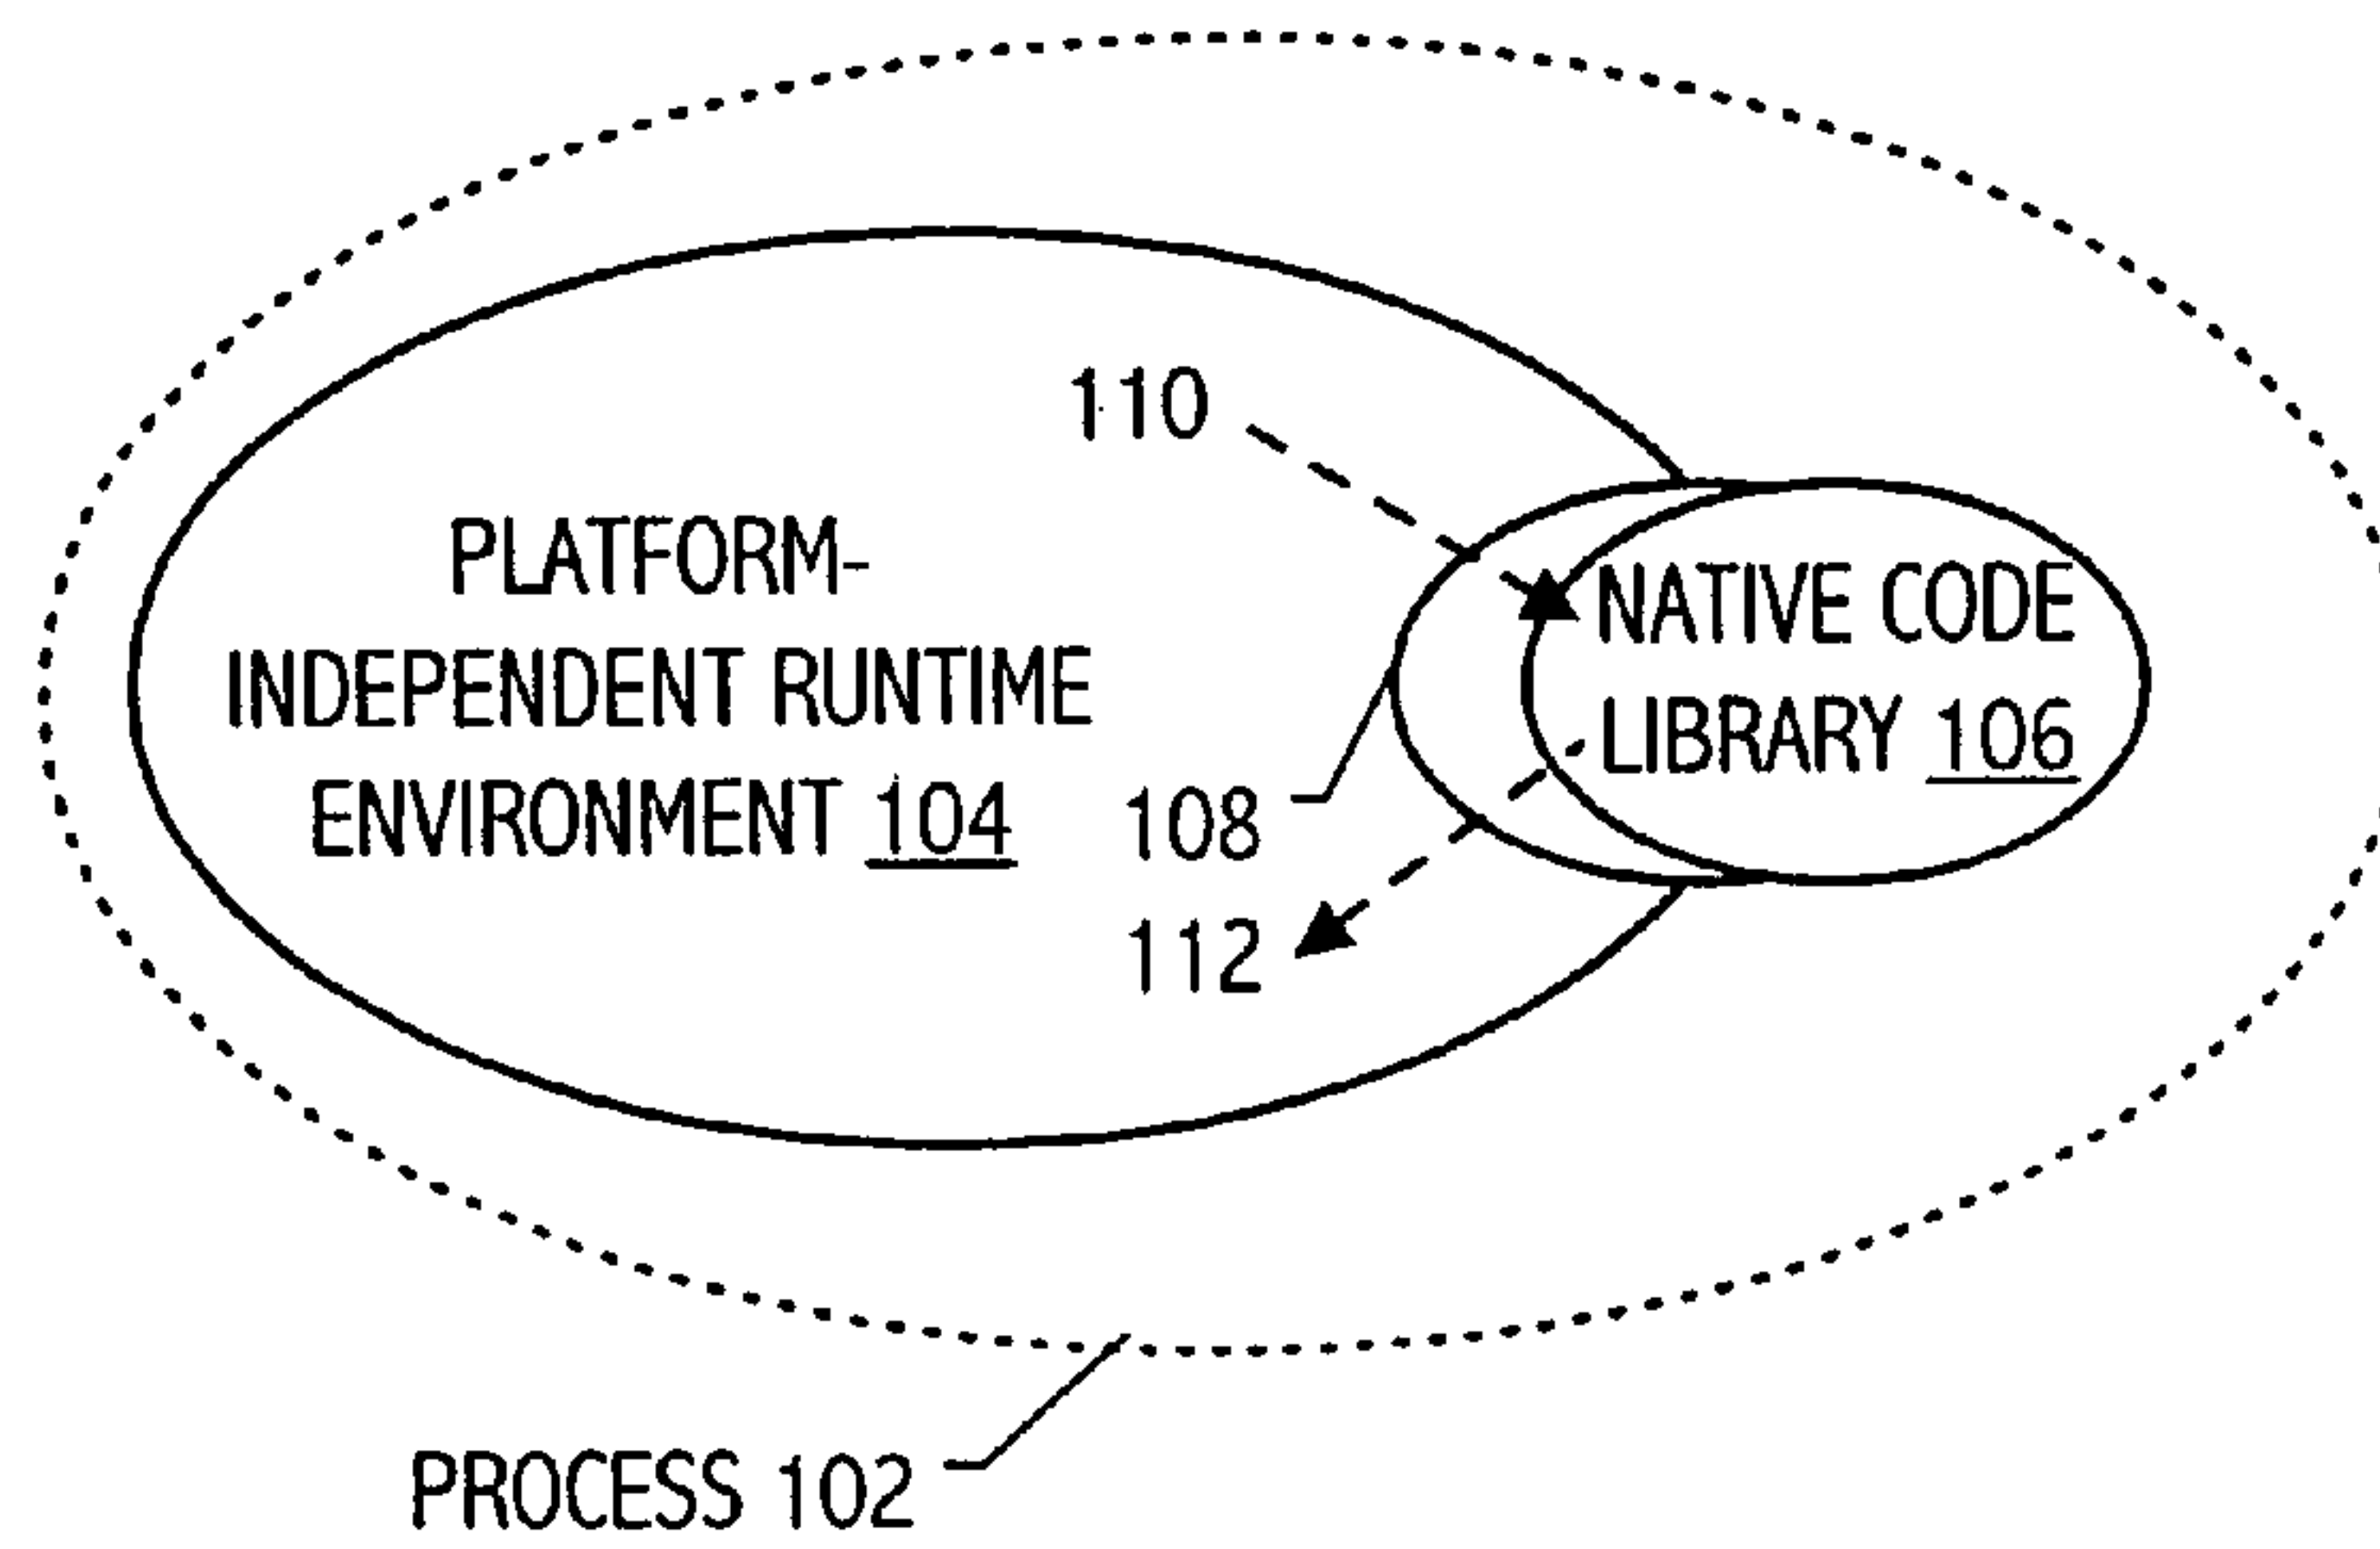 110
PLATFORM-
INDEPENDENT RUNTIME
ENVIRONMENT 104
NATIVE CODE
LIBRARY 106
108
112
PROCESS 102